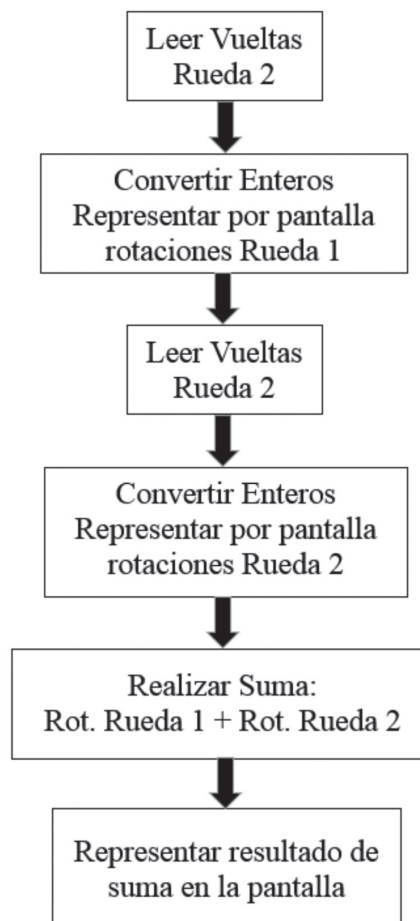 Leer Vueltas
Rueda 2
Convertir Enteros
Representar por pantalla
rotaciones Rueda 1
Leer Vueltas
Rueda 2
Convertir Enteros
Representar por pantalla
rotaciones Rueda 2
Realizar Suma:
Rot. Rueda 1 + Rot. Rueda 2
Representar resultado de
suma en la pantalla